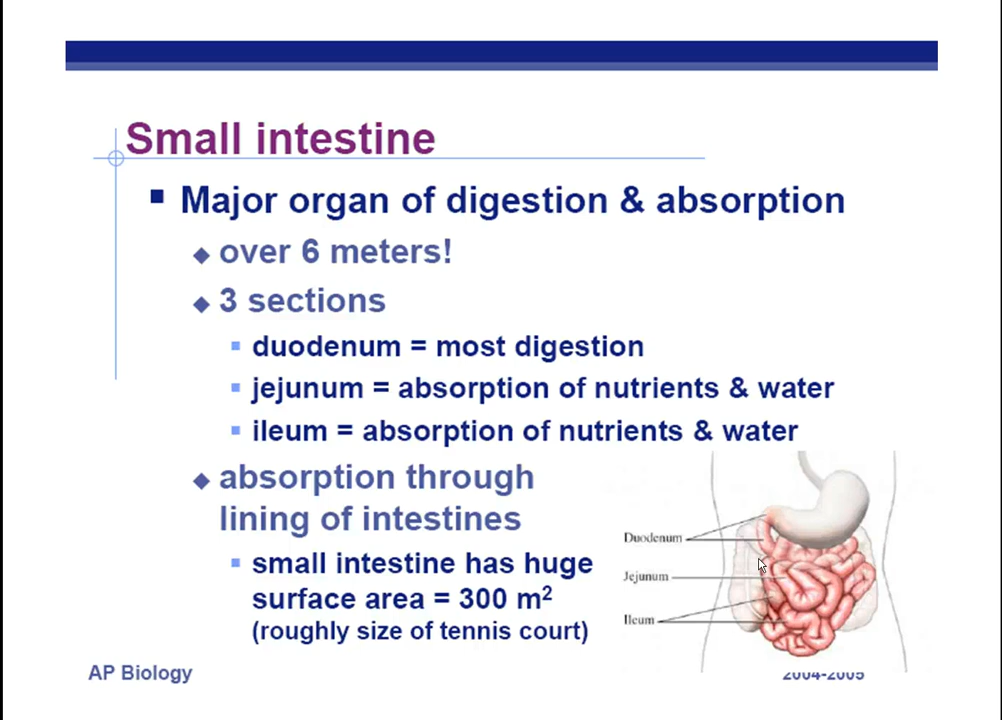 Small intestine
Major organ of digestion & absorption
over 6 meters!
3 sections
duodenum = most digestion
jejunum = absorption of nutrients & water
ileum = absorption of nutrients & water
absorption through
lining of intestines
small intestine has huge
surface area = 300 m²
(roughly size of tennis court)
Duodenum
Jejunum
Ileum
AP Biology
2004-2005